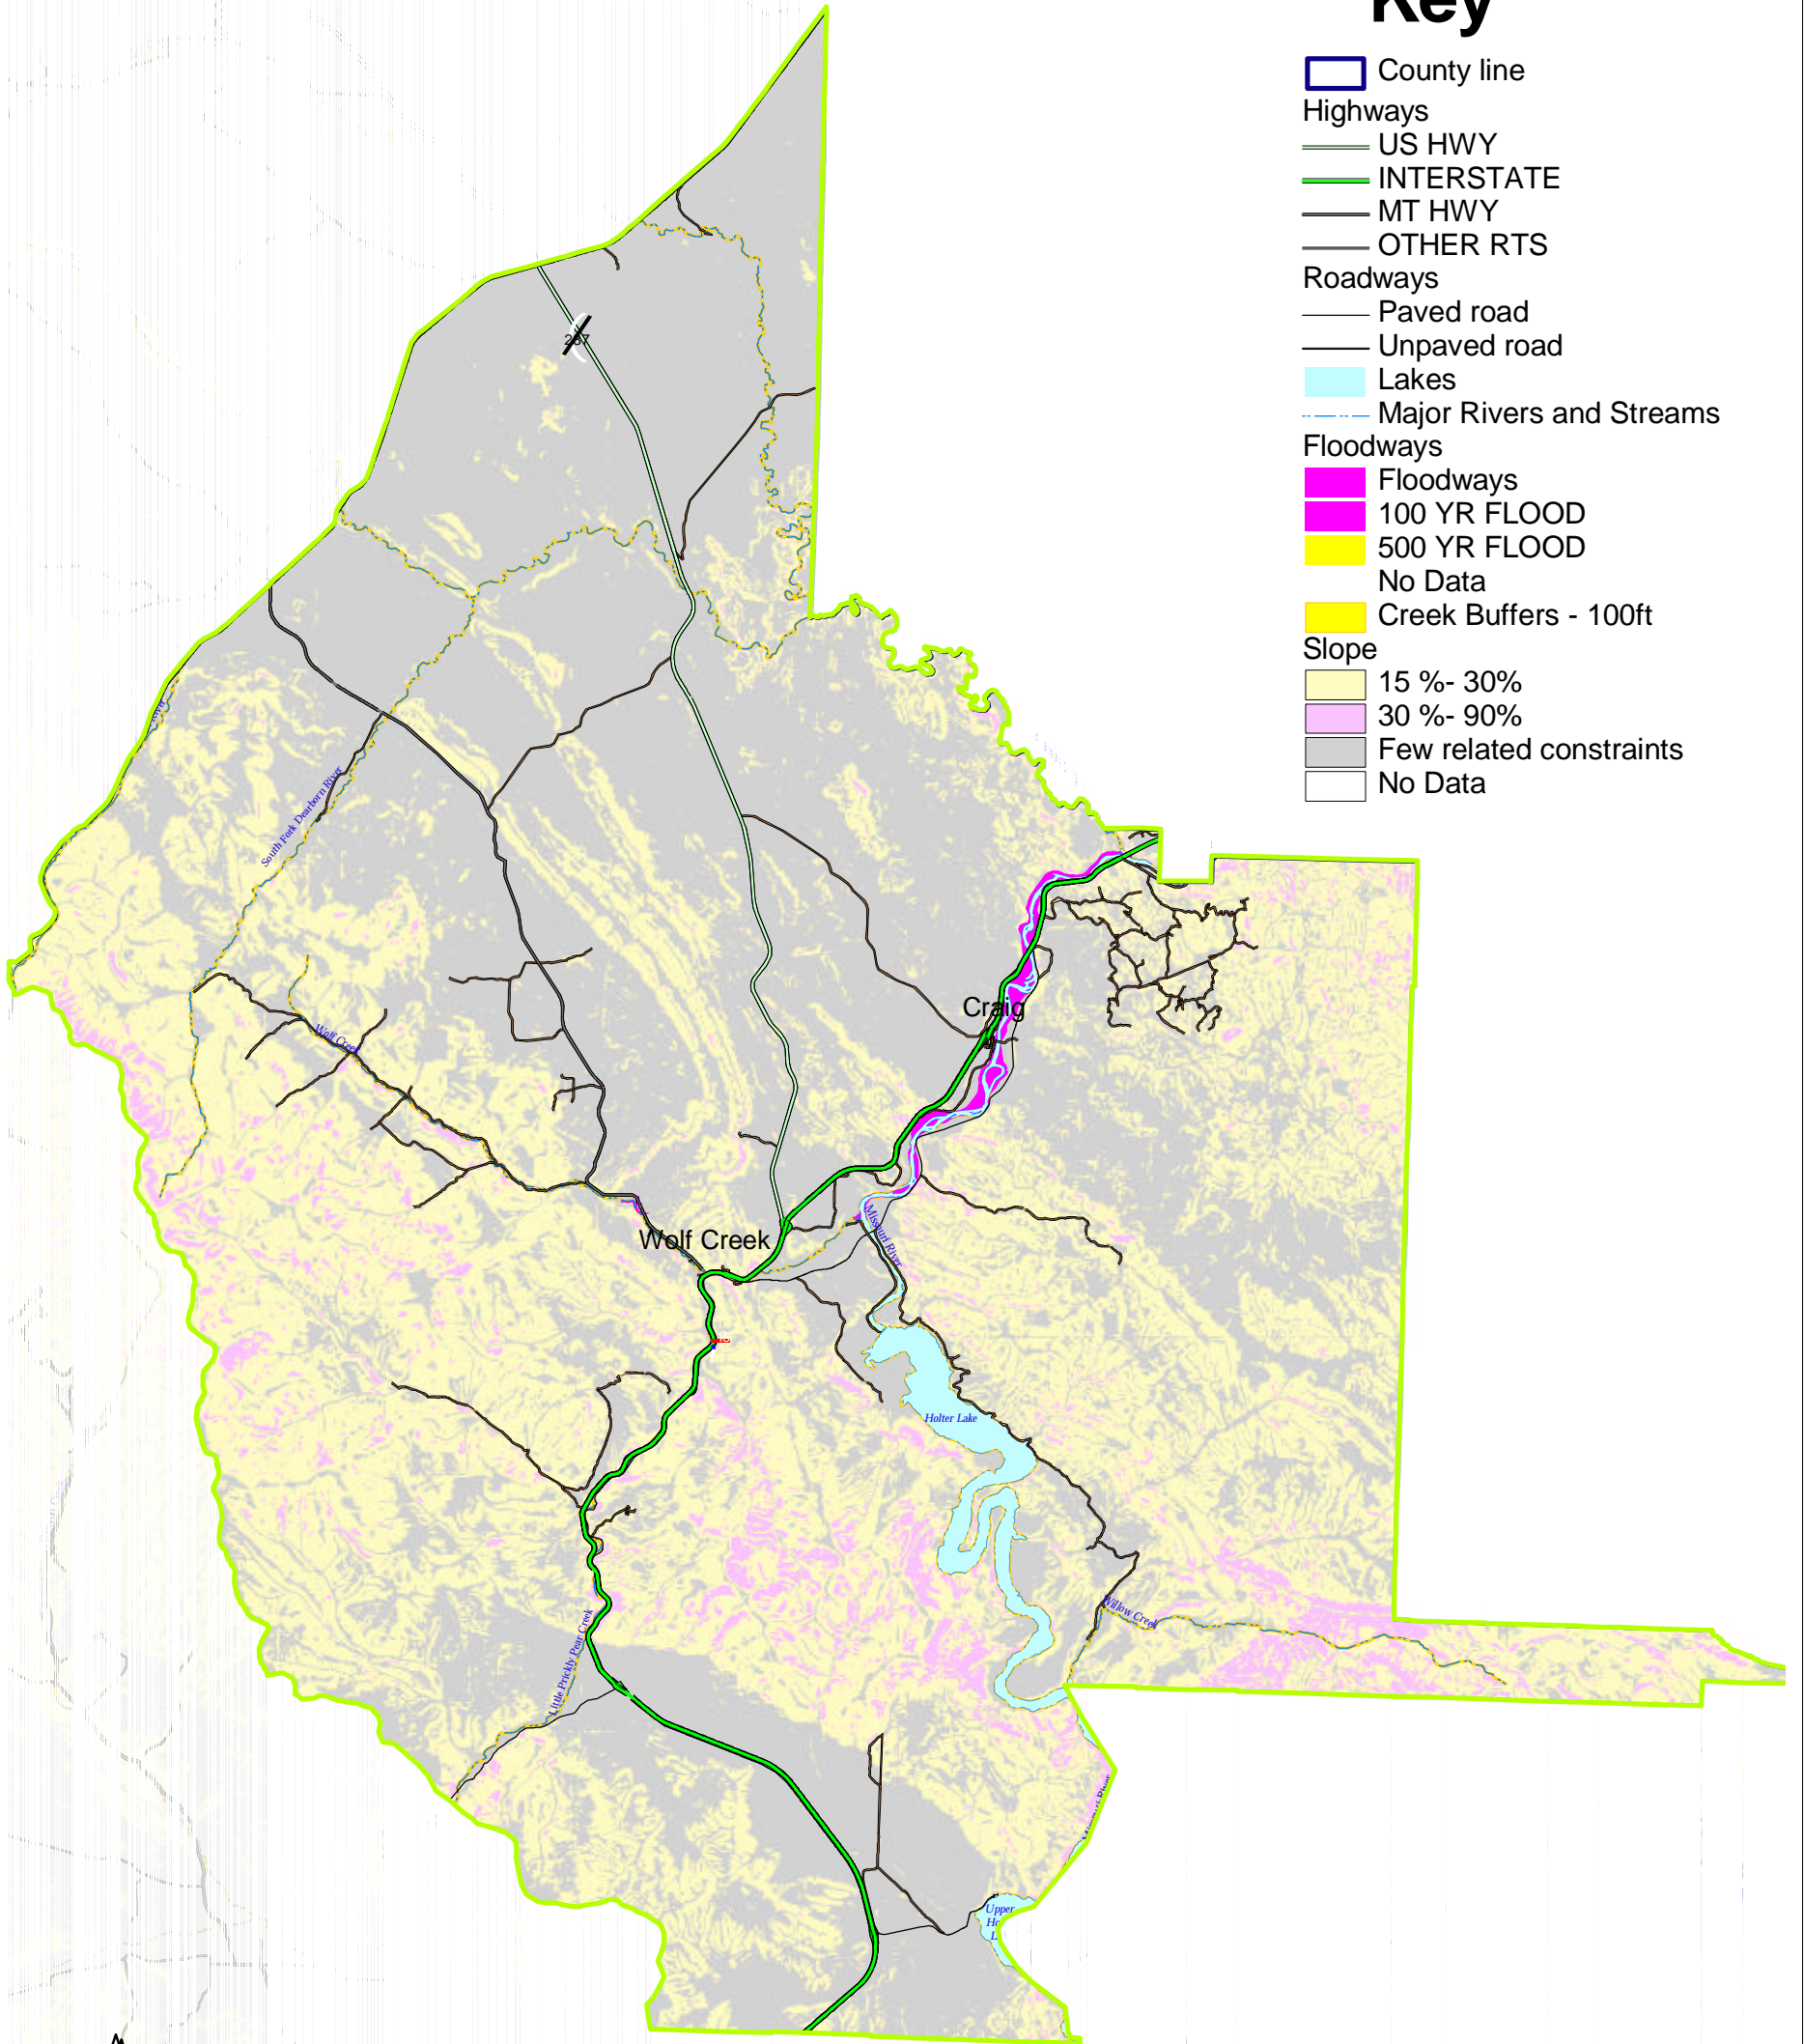 Key
County line
Highways
US HWY
INTERSTATE
MT HWY
OTHER RTS
Roadways
Paved road
Unpaved road
Lakes
Major Rivers and Streams
Floodways
Floodways
100 YR FLOOD
500 YR FLOOD
No Data
Creek Buffers - 100ft
Slope
15 %- 30%
30 %- 90%
Few related constraints
No Data
287
South Fork Dearborn River
Wolf Creek
Craig
Wolf Creek
Missouri River
Holter Lake
Willow Creek
Little Prickly Pear Creek
Upper